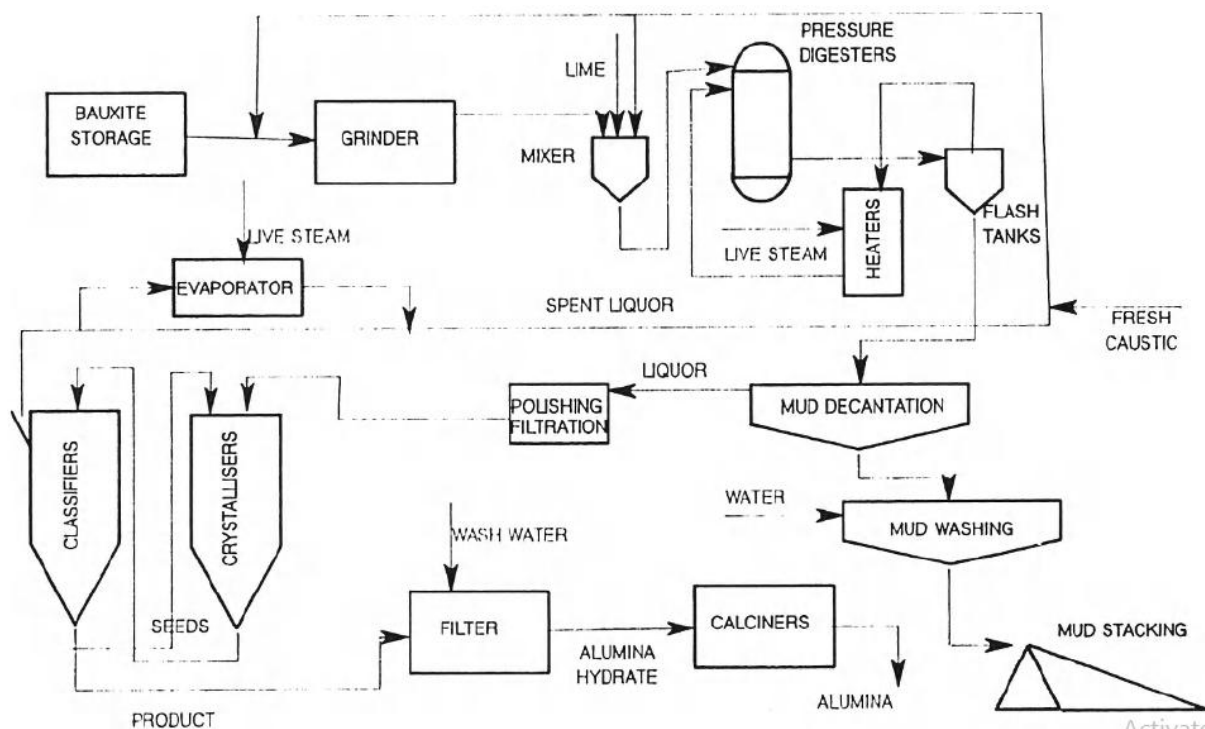 PRESSURE
DIGESTERS
LIME
BAUXITE
STORAGE
GRINDER
MIXER
FLASH
TANKS
HEATERS
LIVE STEAM
LIVE STEAM
EVAPORATOR
SPENT LIQUOR
FRESH
CAUSTIC
LIQUOR
POLISHING
FILTRATION
MUD DECANTATION
CLASSIFIERS
CRYSTALLISERS
WATER
MUD WASHING
WASH WATER
SEEDS
FILTER
CALCINERS
ALUMINA
HYDRATE
MUD STACKING
ALUMINA
PRODUCT
Activate